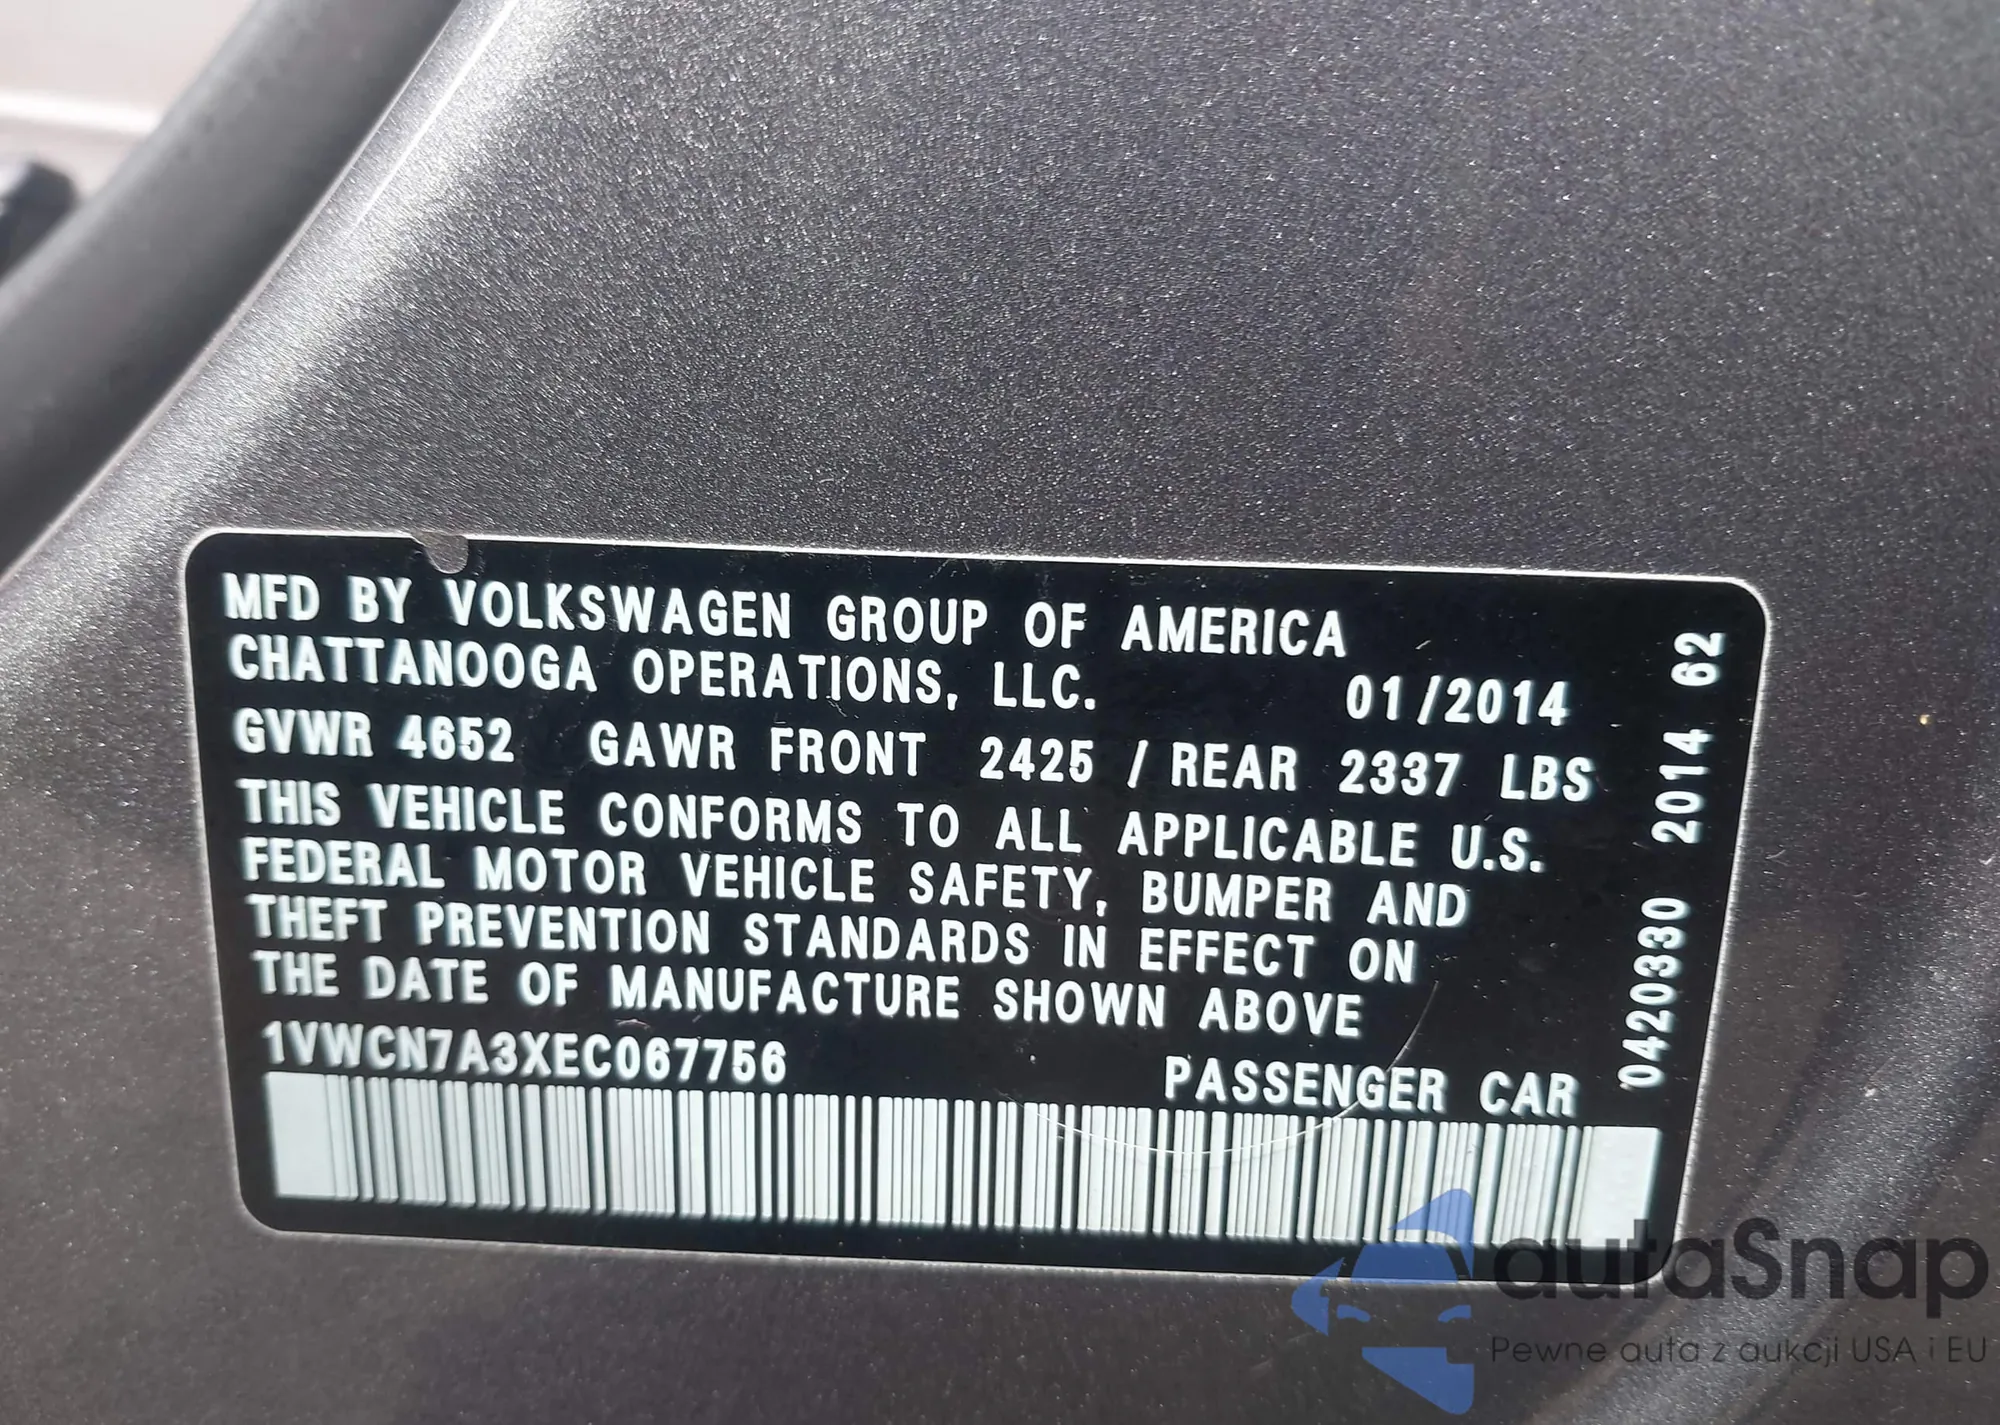 MFD BY VOLKSWAGEN GROUP OF AMERICA
CHATTANOOGA OPERATIONS, LLC. 01/2014
GVWR 4652 GAWR FRONT 2425 / REAR 2337 LBS
THIS VEHICLE CONFORMS TO ALL APPLICABLE U.S.
FEDERAL MOTOR VEHICLE SAFETY, BUMPER AND
THEFT PREVENTION STANDARDS IN EFFECT ON
THE DATE OF MANUFACTURE SHOWN ABOVE
1VWCN7A3XEC067756 PASSENGER CAR
0420330 2014 62
autaSnap
Pewne auta z aukcji USA i EU